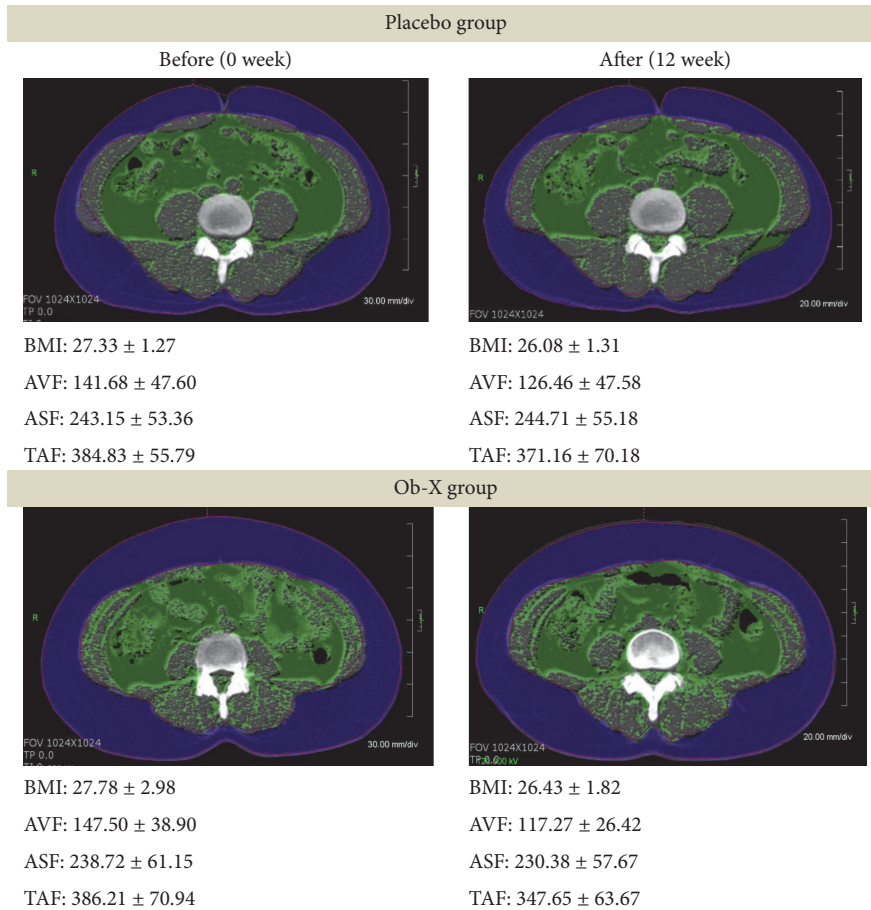 Placebo group
Before (0 week)
After (12 week)
R
FOV 1024X1024
TP 0.0
30.00 mm/div
R
FOV 1024X1024
20.00 mm/div
BMI: 27.33 ± 1.27
AVF: 141.68 ± 47.60
ASF: 243.15 ± 53.36
TAF: 384.83 ± 55.79
BMI: 26.08 ± 1.31
AVF: 126.46 ± 47.58
ASF: 244.71 ± 55.18
TAF: 371.16 ± 70.18
Ob-X group
R
FOV 1024X1024
TP 0.0
30.00 mm/div
R
FOV 1024X1024
TP 0.0
20.00 mm/div
BMI: 27.78 ± 2.98
AVF: 147.50 ± 38.90
ASF: 238.72 ± 61.15
TAF: 386.21 ± 70.94
BMI: 26.43 ± 1.82
AVF: 117.27 ± 26.42
ASF: 230.38 ± 57.67
TAF: 347.65 ± 63.67